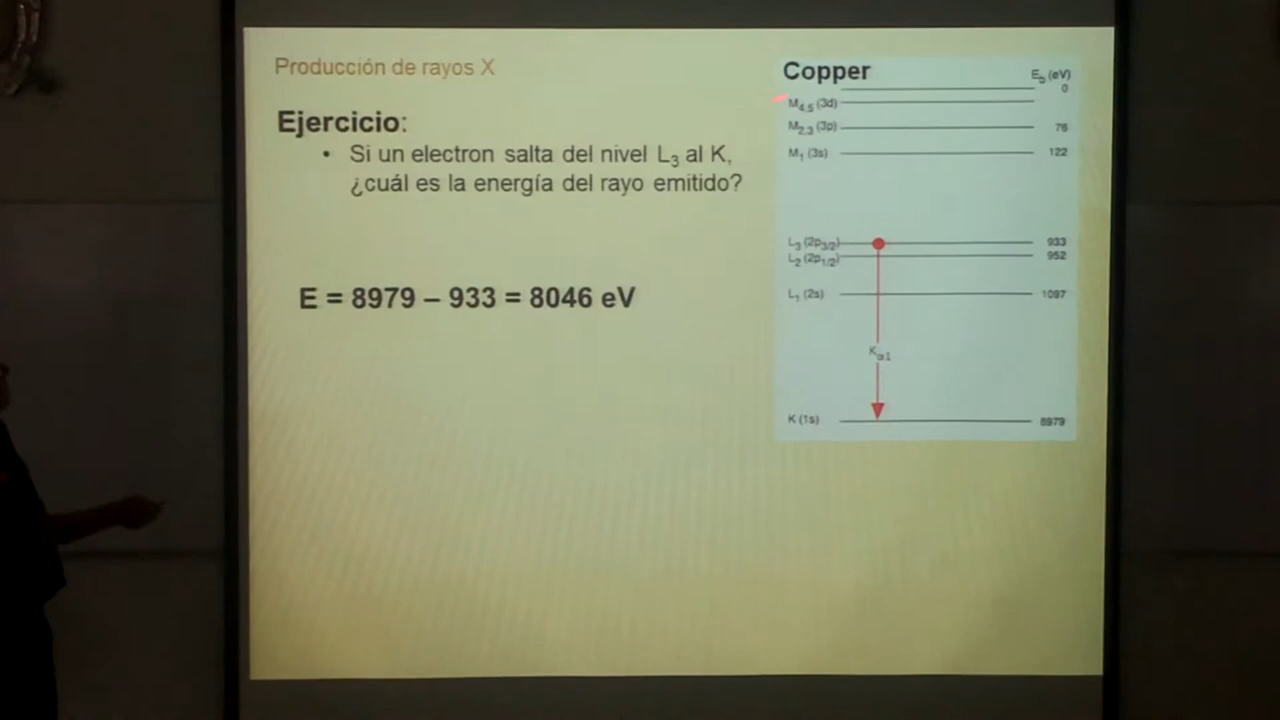 Producción de rayos X
Ejercicio:
• Si un electron salta del nivel L₃ al K,
¿cuál es la energía del rayo emitido?
E = 8979 – 933 = 8046 eV
Copper
E_b (eV)
0
M₄,₅ (3d)
M₂,₃ (3p) 76
M₁ (3s) 122
L₃ (2p₃/₂) 933
L₂ (2p₁/₂) 952
L₁ (2s) 1097
Kα1
K (1s) 8979